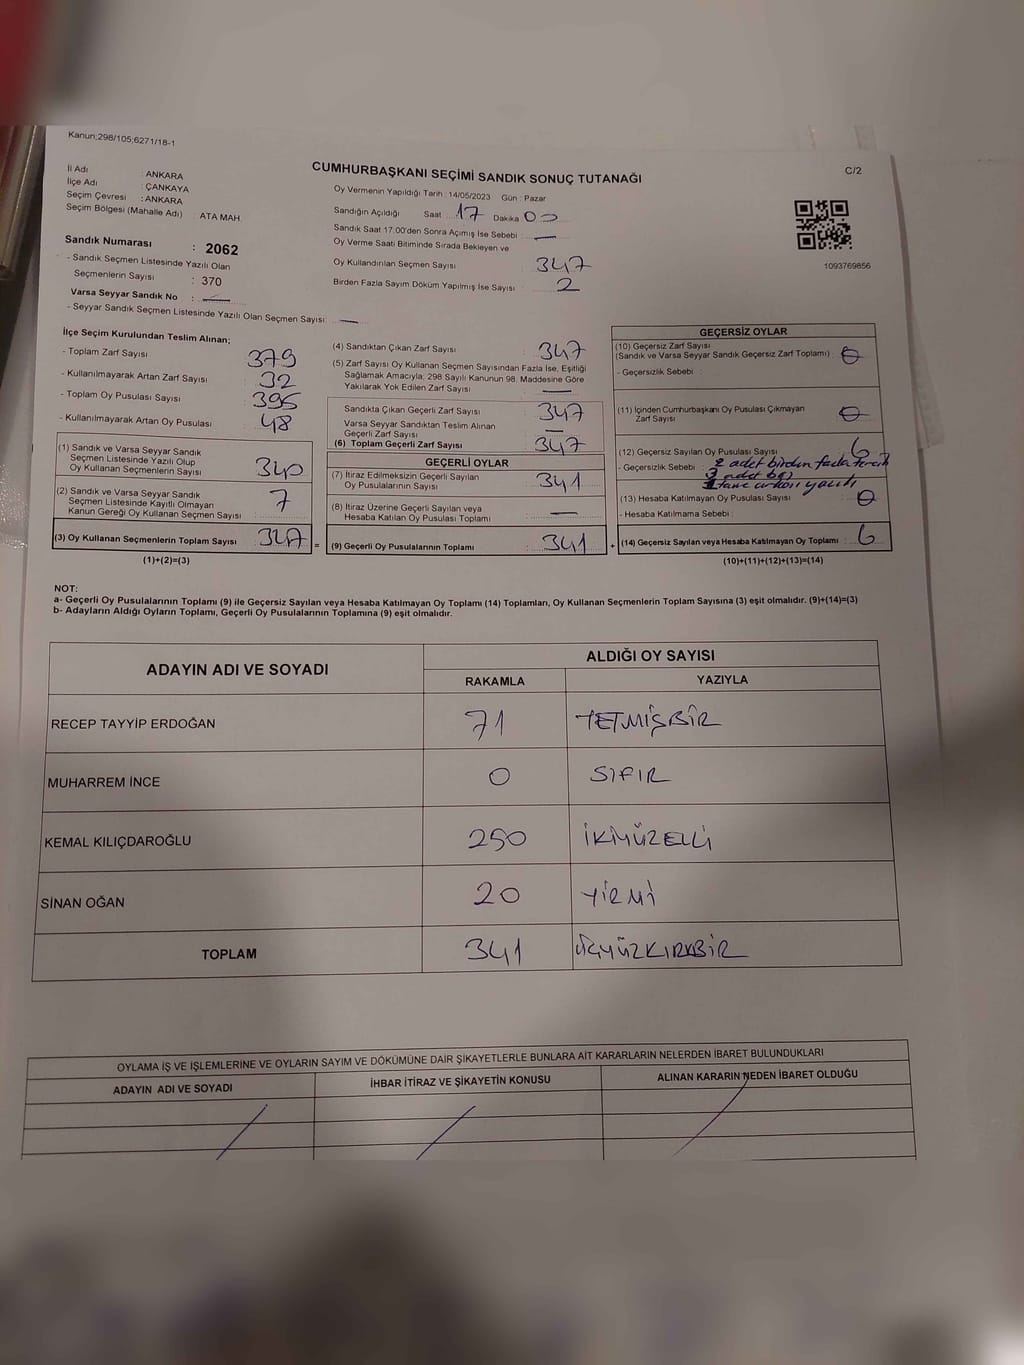 Kanun;298/105;6271/18-1
CUMHURBAŞKANI SEÇİMİ SANDIK SONUÇ TUTANAĞI
C/2
İl Adı : ANKARA
İlçe Adı : ÇANKAYA
Seçim Çevresi : ANKARA
Seçim Bölgesi (Mahalle Adı) : ATA MAH.
Sandık Numarası : 2062
- Sandık Seçmen Listesinde Yazılı Olan
Seçmenlerin Sayısı : 370
Varsa Seyyar Sandık No : —
- Seyyar Sandık Seçmen Listesinde Yazılı Olan Seçmen Sayısı : —
Oy Vermenin Yapıldığı Tarih : 14/05/2023 Gün : Pazar
Sandığın Açıldığı Saat : 17 Dakika 00
Sandık Saat 17:00'den Sonra Açımış İse Sebebi : —
Oy Verme Saati Bitiminde Sırada Bekleyen ve
Oy Kullandırılan Seçmen Sayısı : 347
Birden Fazla Sayım Döküm Yapılmış İse Sayısı : 2
1093769856
İlçe Seçim Kurulundan Teslim Alınan;
- Toplam Zarf Sayısı : 379
- Kullanılmayarak Artan Zarf Sayısı : 32
- Toplam Oy Pusulası Sayısı : 395
- Kullanılmayarak Artan Oy Pusulası : 48
(1) Sandık ve Varsa Seyyar Sandık
Seçmen Listesinde Yazılı Olup
Oy Kullanan Seçmenlerin Sayısı : 340
(2) Sandık ve Varsa Seyyar Sandık
Seçmen Listesinde Kayıtlı Olmayan
Kanun Gereği Oy Kullanan Seçmen Sayısı : 7
(3) Oy Kullanan Seçmenlerin Toplam Sayısı : 347 =
(1)+(2)=(3)
(4) Sandıktan Çıkan Zarf Sayısı : 347
(5) Zarf Sayısı Oy Kullanan Seçmen Sayısından Fazla İse, Eşitliği
Sağlamak Amacıyla; 298 Sayılı Kanunun 98. Maddesine Göre
Yakılarak Yok Edilen Zarf Sayısı : —
Sandıkta Çıkan Geçerli Zarf Sayısı : 347
Varsa Seyyar Sandıktan Teslim Alınan
Geçerli Zarf Sayısı : —
(6) Toplam Geçerli Zarf Sayısı : 347
GEÇERLİ OYLAR
(7) İtiraz Edilmeksizin Geçerli Sayılan
Oy Pusulalarının Sayısı : 341
(8) İtiraz Üzerine Geçerli Sayılan veya
Hesaba Katılan Oy Pusulası Toplamı : —
(9) Geçerli Oy Pusulalarının Toplamı : 341 +
GEÇERSİZ OYLAR
(10) Geçersiz Zarf Sayısı
(Sandık ve Varsa Seyyar Sandık Geçersiz Zarf Toplamı) : 0
- Geçersizlik Sebebi :
(11) İçinden Cumhurbaşkanı Oy Pusulası Çıkmayan
Zarf Sayısı : 0
(12) Geçersiz Sayılan Oy Pusulası Sayısı : 6
- Geçersizlik Sebebi 2 adet birden fazla tercih
3 adet boş
1 tane arkası yazılı
(13) Hesaba Katılmayan Oy Pusulası Sayısı : 0
- Hesaba Katılmama Sebebi :
(14) Geçersiz Sayılan veya Hesaba Katılmayan Oy Toplamı : 6
(10)+(11)+(12)+(13)=(14)
NOT:
a- Geçerli Oy Pusulalarının Toplamı (9) ile Geçersiz Sayılan veya Hesaba Katılmayan Oy Toplamı (14) Toplamları, Oy Kullanan Seçmenlerin Toplam Sayısına (3) eşit olmalıdır. (9)+(14)=(3)
b- Adayların Aldığı Oyların Toplamı, Geçerli Oy Pusulalarının Toplamına (9) eşit olmalıdır.
ADAYIN ADI VE SOYADI ALDIĞI OY SAYISI
RAKAMLA YAZIYLA
RECEP TAYYİP ERDOĞAN 71 YETMİŞBİR
MUHARREM İNCE 0 SIFIR
KEMAL KILIÇDAROĞLU 250 İKİYÜZELLİ
SİNAN OĞAN 20 YİRMİ
TOPLAM 341 ÜÇYÜZKIRKBİR
OYLAMA İŞ VE İŞLEMLERİNE VE OYLARIN SAYIM VE DÖKÜMÜNE DAİR ŞİKAYETLERLE BUNLARA AİT KARARLARIN NELERDEN İBARET BULUNDUKLARI
ADAYIN ADI VE SOYADI İHBAR İTİRAZ VE ŞİKAYETİN KONUSU ALINAN KARARIN NEDEN İBARET OLDUĞU